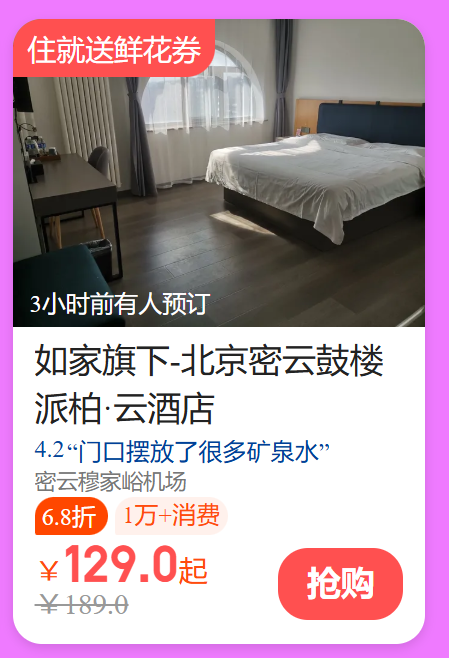 住就送鲜花券
3小时前有人预订
如家旗下-北京密云鼓楼
派柏·云酒店
4.2“门口摆放了很多矿泉水”
密云穆家峪机场
6.8折 1万+消费
￥129.0起
￥189.0
抢购